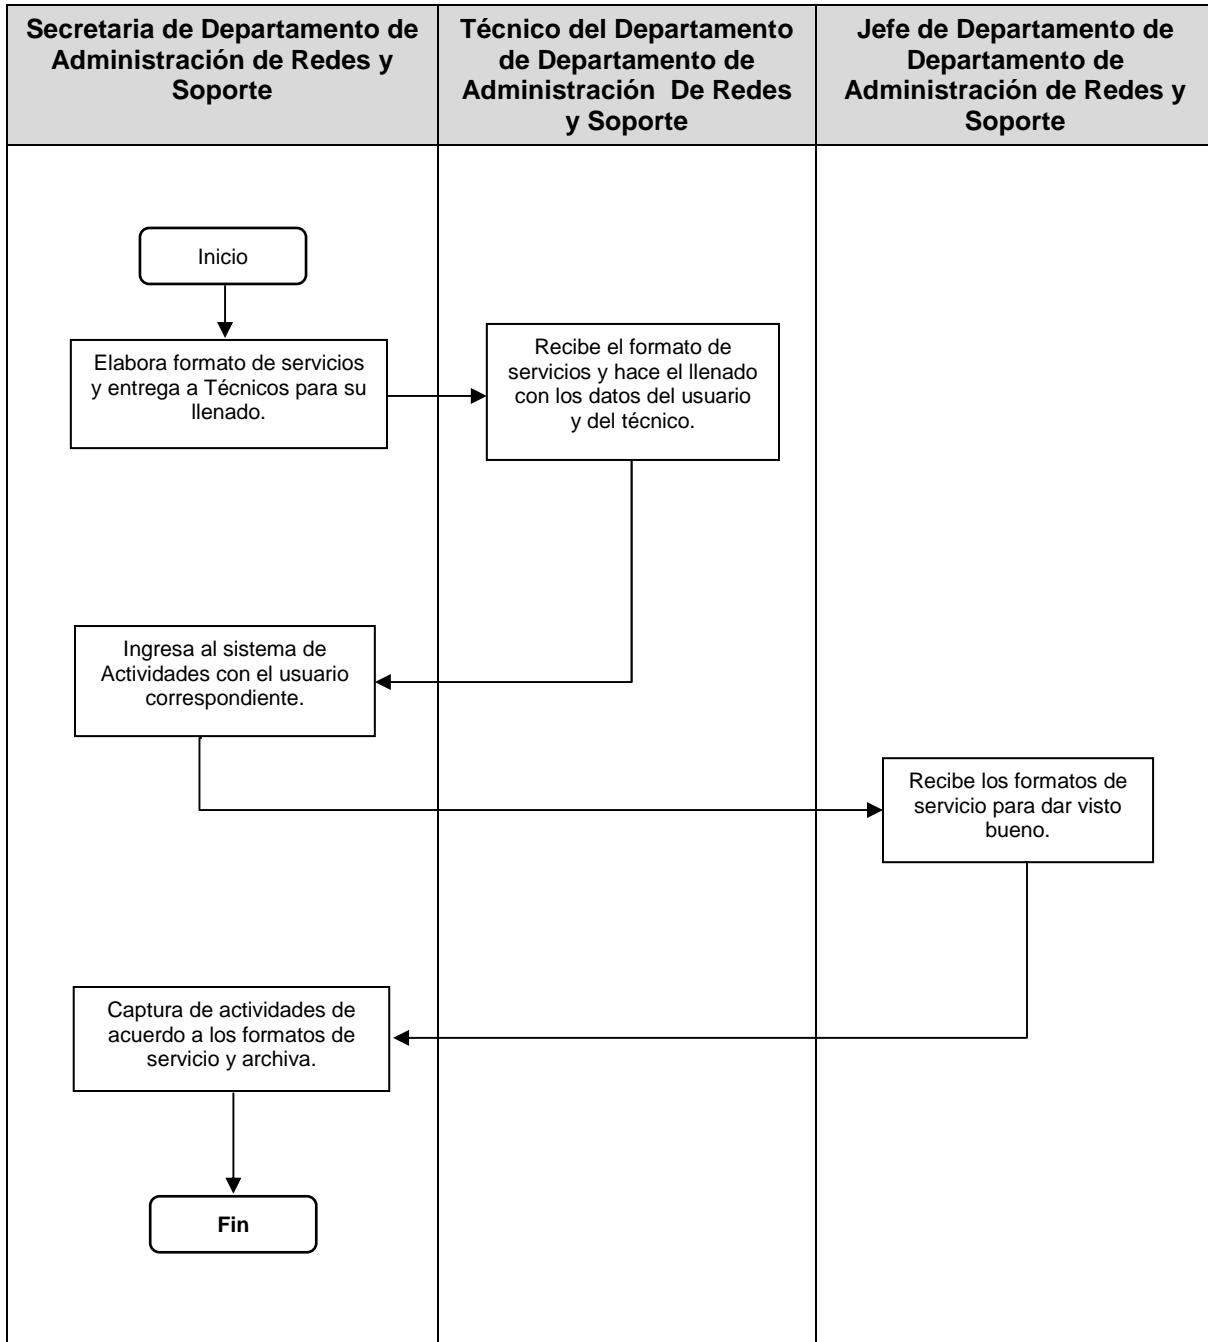 Secretaria de Departamento de
Administración de Redes y
Soporte
Técnico del Departamento
de Departamento de
Administración De Redes
y Soporte
Jefe de Departamento de
Departamento de
Administración de Redes y
Soporte
Inicio
Elabora formato de servicios
y entrega a Técnicos para su
llenado.
Recibe el formato de
servicios y hace el llenado
con los datos del usuario
y del técnico.
Ingresa al sistema de
Actividades con el usuario
correspondiente.
Recibe los formatos de
servicio para dar visto
bueno.
Captura de actividades de
acuerdo a los formatos de
servicio y archiva.
Fin